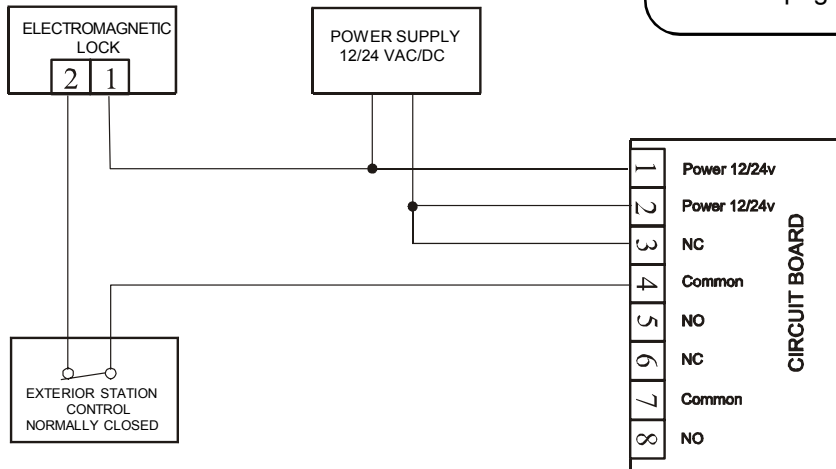 pag
ELECTROMAGNETIC
LOCK
2 1
POWER SUPPLY
12/24 VAC/DC
1 Power 12/24v
2 Power 12/24v
3 NC
4 Common
5 NO
6 NC
7 Common
8 NO
CIRCUIT BOARD
EXTERIOR STATION
CONTROL
NORMALLY CLOSED